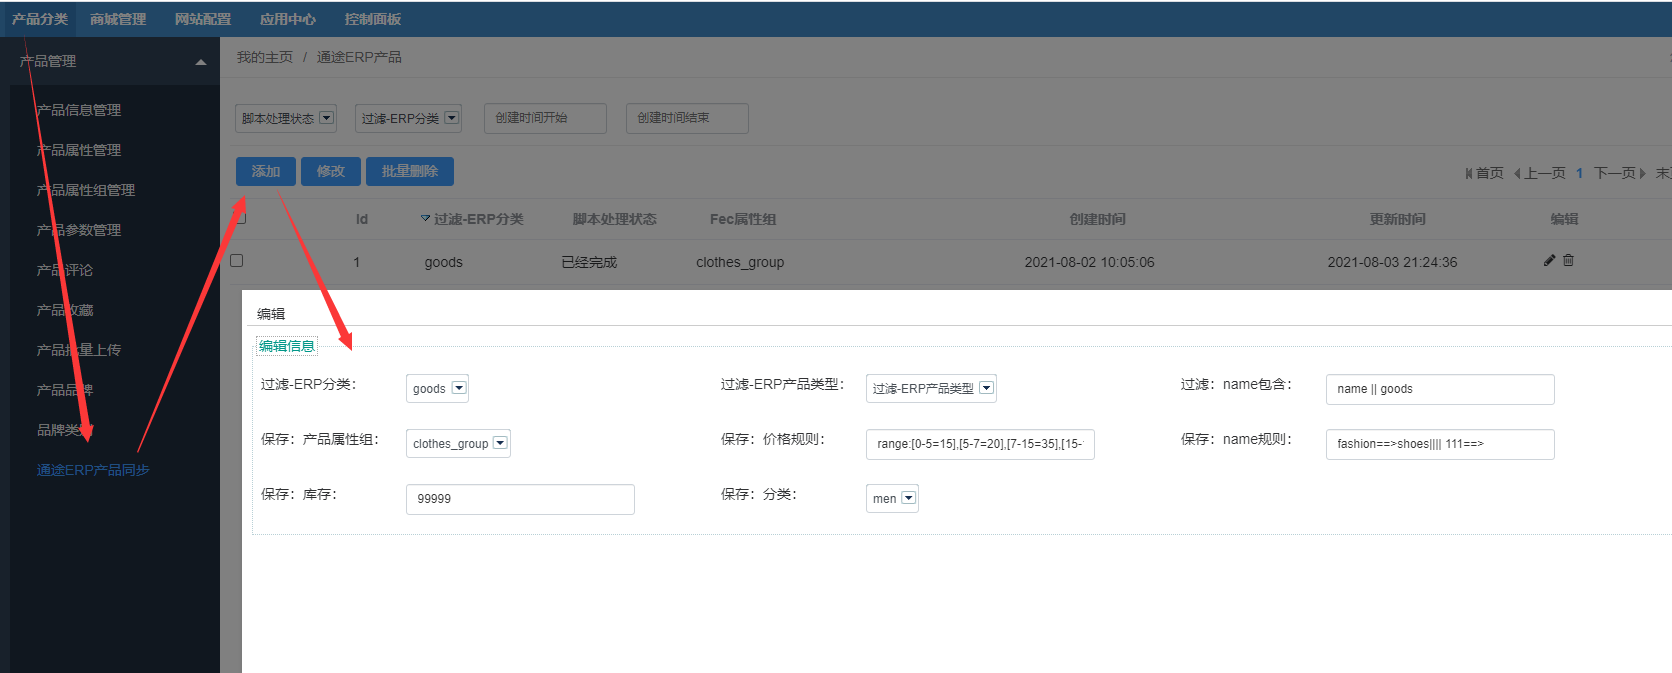 产品分类 商城管理 网站配置 应用中心 控制面板
产品管理
我的主页 / 通途ERP产品
产品信息管理
产品属性管理
产品属性组管理
产品参数管理
产品评论
产品收藏
产品批量上传
产品品牌
品牌类
通途ERP产品同步
脚本处理状态 过滤-ERP分类 创建时间开始 创建时间结束
添加 修改 批量删除
首页 上一页 1 下一页
Id 过滤-ERP分类 脚本处理状态 Fec属性组 创建时间 更新时间 编辑
1 goods 已经完成 clothes_group 2021-08-02 10:05:06 2021-08-03 21:24:36
编辑
编辑信息
过滤-ERP分类： goods 过滤-ERP产品类型： 过滤-ERP产品类型 过滤：name包含： name || goods
保存：产品属性组： clothes_group 保存：价格规则： range:[0-5=15],[5-7=20],[7-15=35],[15- 保存：name规则： fashion==>shoes|||| 111==>
保存：库存： 99999 保存：分类： men